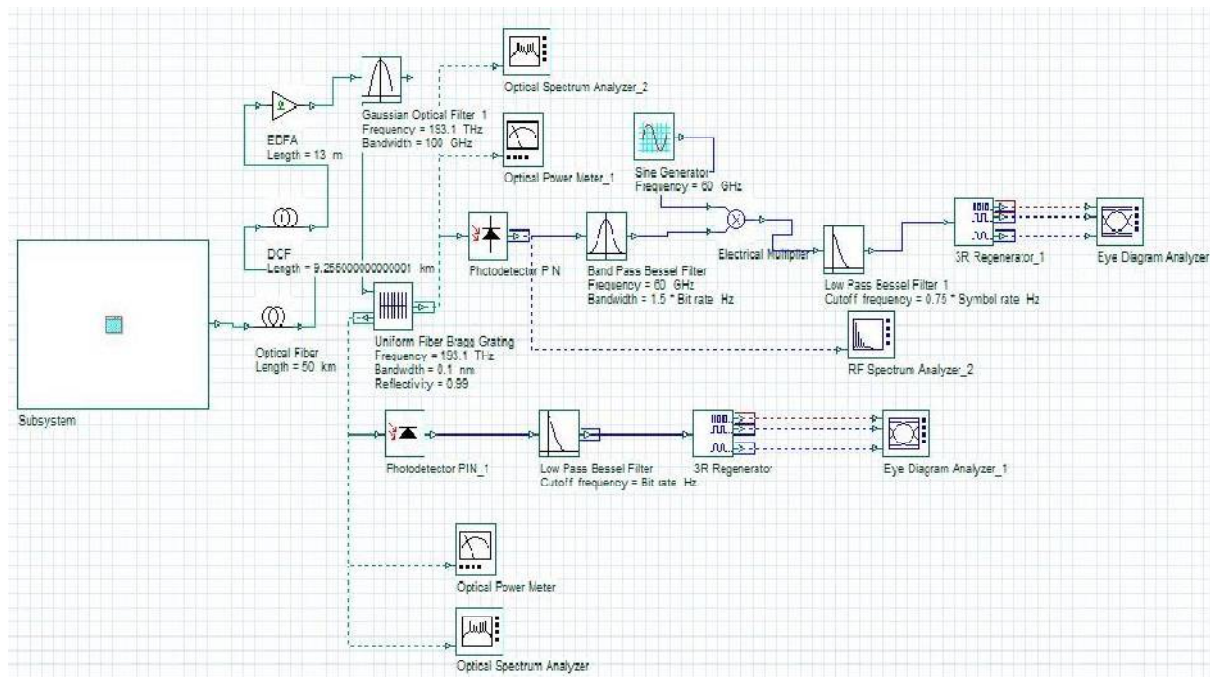 Optical Spectrum Analyzer_2
Gaussian Optical Filter 1
Frequency = 193.1 THz
Bandwidth = 100 GHz
EDFA
Length = 13 m
Optical Power Meter_1
Sine Generator
Frequency = 60 GHz
DCF
Length = 9.255000000000001 km
Photodetector PIN
Band Pass Bessel Filter
Frequency = 60 GHz
Bandwidth = 1.5 * Bit rate Hz
Electrical Multiplier
Low Pass Bessel Filter 1
Cutoff frequency = 0.75 * Symbol rate Hz
3R Regenerator_1
Eye Diagram Analyzer
Optical Fiber
Length = 50 km
Uniform Fiber Bragg Grating
Frequency = 193.1 THz
Bandwidth = 0.1 nm
Reflectivity = 0.99
RF Spectrum Analyzer_2
Subsystem
Photodetector PIN_1
Low Pass Bessel Filter
Cutoff frequency = Bit rate Hz
3R Regenerator
Eye Diagram Analyzer_1
Optical Power Meter
Optical Spectrum Analyzer